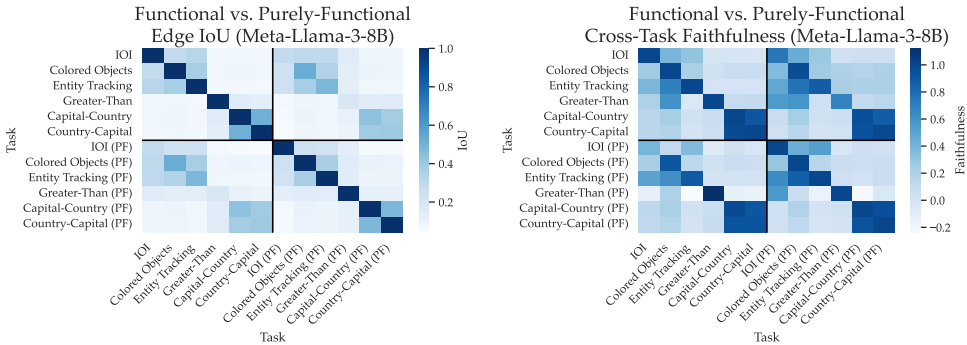 Functional vs. Purely-Functional
Edge IoU (Meta-Llama-3-8B)
Task
IOI
Colored Objects
Entity Tracking
Greater-Than
Capital-Country
Country-Capital
IOI (PF)
Colored Objects (PF)
Entity Tracking (PF)
Greater-Than (PF)
Capital-Country (PF)
Country-Capital (PF)
IOI
Colored Objects
Entity Tracking
Greater-Than
Capital-Country
Country-Capital
IOI (PF)
Colored Objects (PF)
Entity Tracking (PF)
Greater-Than (PF)
Capital-Country (PF)
Country-Capital (PF)
Task
1.0
0.8
0.6
0.4
0.2
IoU
Functional vs. Purely-Functional
Cross-Task Faithfulness (Meta-Llama-3-8B)
Task
IOI
Colored Objects
Entity Tracking
Greater-Than
Capital-Country
Country-Capital
IOI (PF)
Colored Objects (PF)
Entity Tracking (PF)
Greater-Than (PF)
Capital-Country (PF)
Country-Capital (PF)
IOI
Colored Objects
Entity Tracking
Greater-Than
Capital-Country
Country-Capital
IOI (PF)
Colored Objects (PF)
Entity Tracking (PF)
Greater-Than (PF)
Capital-Country (PF)
Country-Capital (PF)
Task
1.0
0.8
0.6
0.4
0.2
0.0
−0.2
Faithfulness